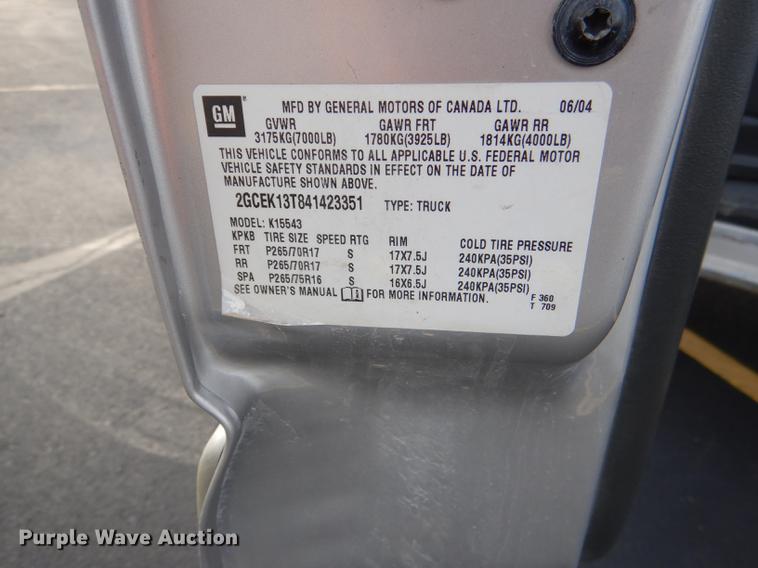 GM MFD BY GENERAL MOTORS OF CANADA LTD. 06/04
GVWR GAWR FRT GAWR RR
3175KG(7000LB) 1780KG(3925LB) 1814KG(4000LB)
THIS VEHICLE CONFORMS TO ALL APPLICABLE U.S. FEDERAL MOTOR
VEHICLE SAFETY STANDARDS IN EFFECT ON THE DATE OF
MANUFACTURE SHOWN ABOVE.
2GCEK13T841423351 TYPE: TRUCK
MODEL: K15543
KPKB TIRE SIZE SPEED RTG RIM COLD TIRE PRESSURE
FRT P265/70R17 S 17X7.5J 240KPA(35PSI)
RR P265/70R17 S 17X7.5J 240KPA(35PSI)
SPA P265/75R16 S 16X6.5J 240KPA(35PSI)
SEE OWNER'S MANUAL FOR MORE INFORMATION.
F 360
T 709
Purple Wave Auction